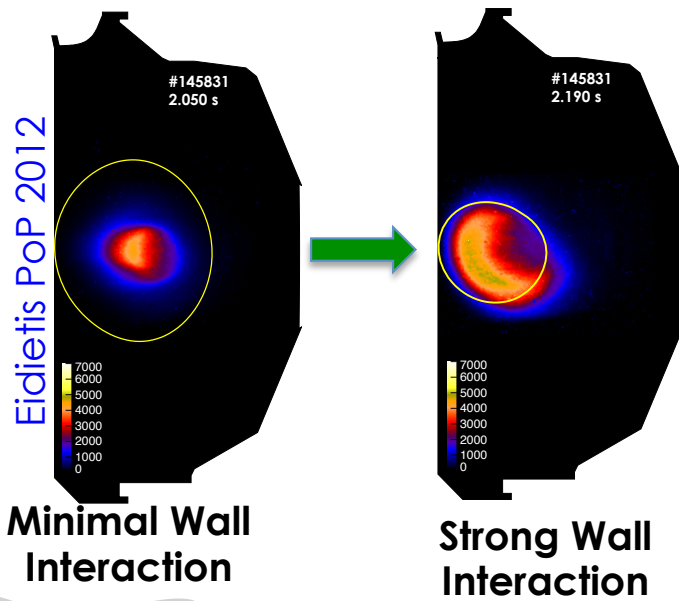 Eidietis PoP 2012
#145831
2.050 s
7000
6000
5000
4000
3000
2000
1000
0
Minimal Wall
Interaction
#145831
2.190 s
7000
6000
5000
4000
3000
2000
1000
0
Strong Wall
Interaction